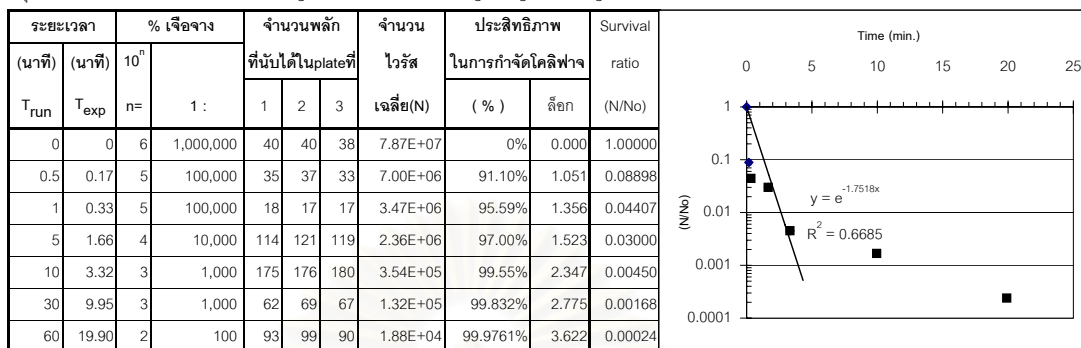 ระยะเวลา % เจือจาง จำนวนพลัก จำนวน ประสิทธิภาพ Survival
(นาที) (นาที) 10^n ที่นับได้ในplateที่ ไวรัส ในการกำจัดโคลิฟาจ ratio
T_run T_exp n= 1 : 1 2 3 เฉลี่ย(N) ( % ) ล็อก (N/No)
0 0 6 1,000,000 40 40 38 7.87E+07 0% 0.000 1.00000
0.5 0.17 5 100,000 35 37 33 7.00E+06 91.10% 1.051 0.08898
1 0.33 5 100,000 18 17 17 3.47E+06 95.59% 1.356 0.04407
5 1.66 4 10,000 114 121 119 2.36E+06 97.00% 1.523 0.03000
10 3.32 3 1,000 175 176 180 3.54E+05 99.55% 2.347 0.00450
30 9.95 3 1,000 62 69 67 1.32E+05 99.832% 2.775 0.00168
60 19.90 2 100 93 99 90 1.88E+04 99.9761% 3.622 0.00024
Time (min.)
0 5 10 15 20 25
1
0.1
0.01
0.001
0.0001
(N/No)
y = e^-1.7518x
R^2 = 0.6685